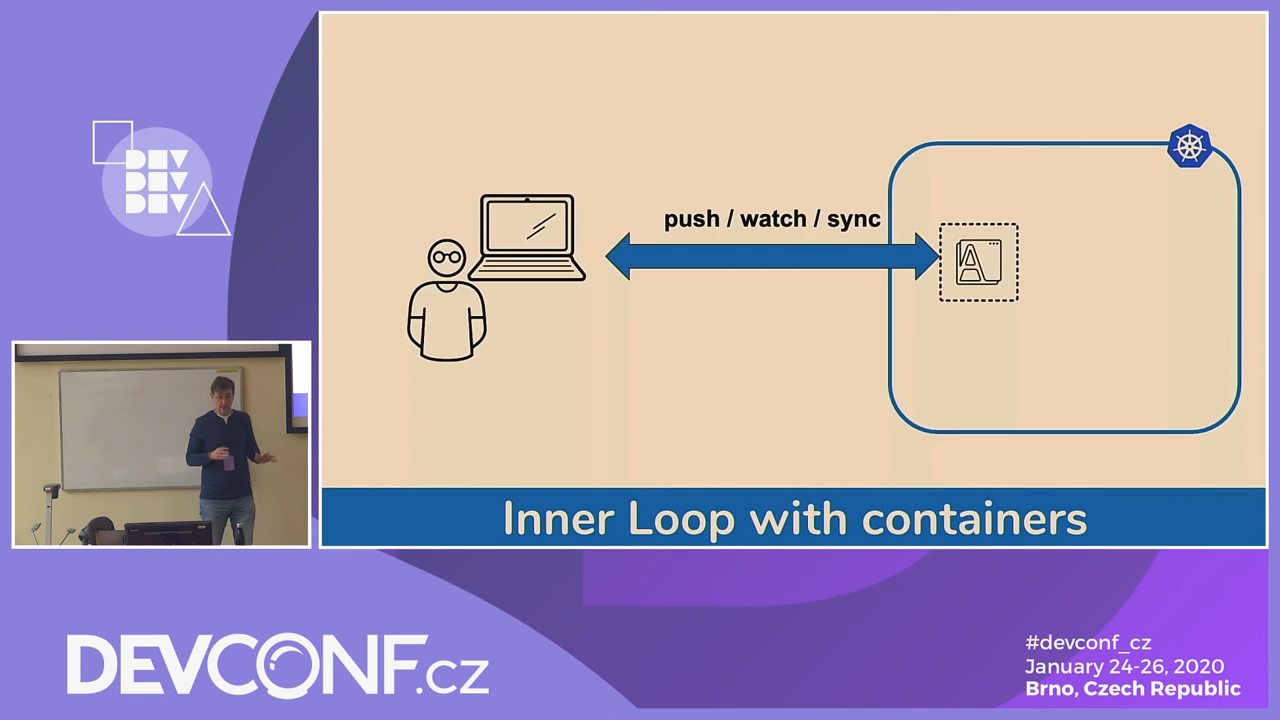 DEV
DEV
DEV
push / watch / sync
A
Inner Loop with containers
DEVCONF.cz
#devconf_cz
January 24-26, 2020
Brno, Czech Republic